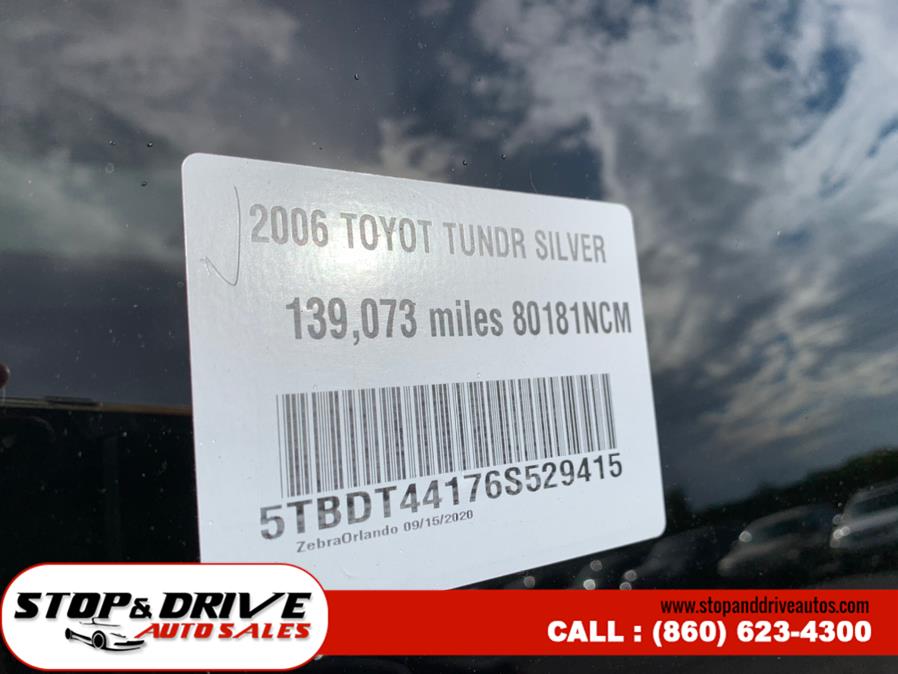 2006 TOYOT TUNDR SILVER
139,073 miles 80181NCM
5TBDT44176S529415
ZebraOrlando 09/15/2020
STOP & DRIVE
AUTO SALES
www.stopanddriveautos.com
CALL : (860) 623-4300